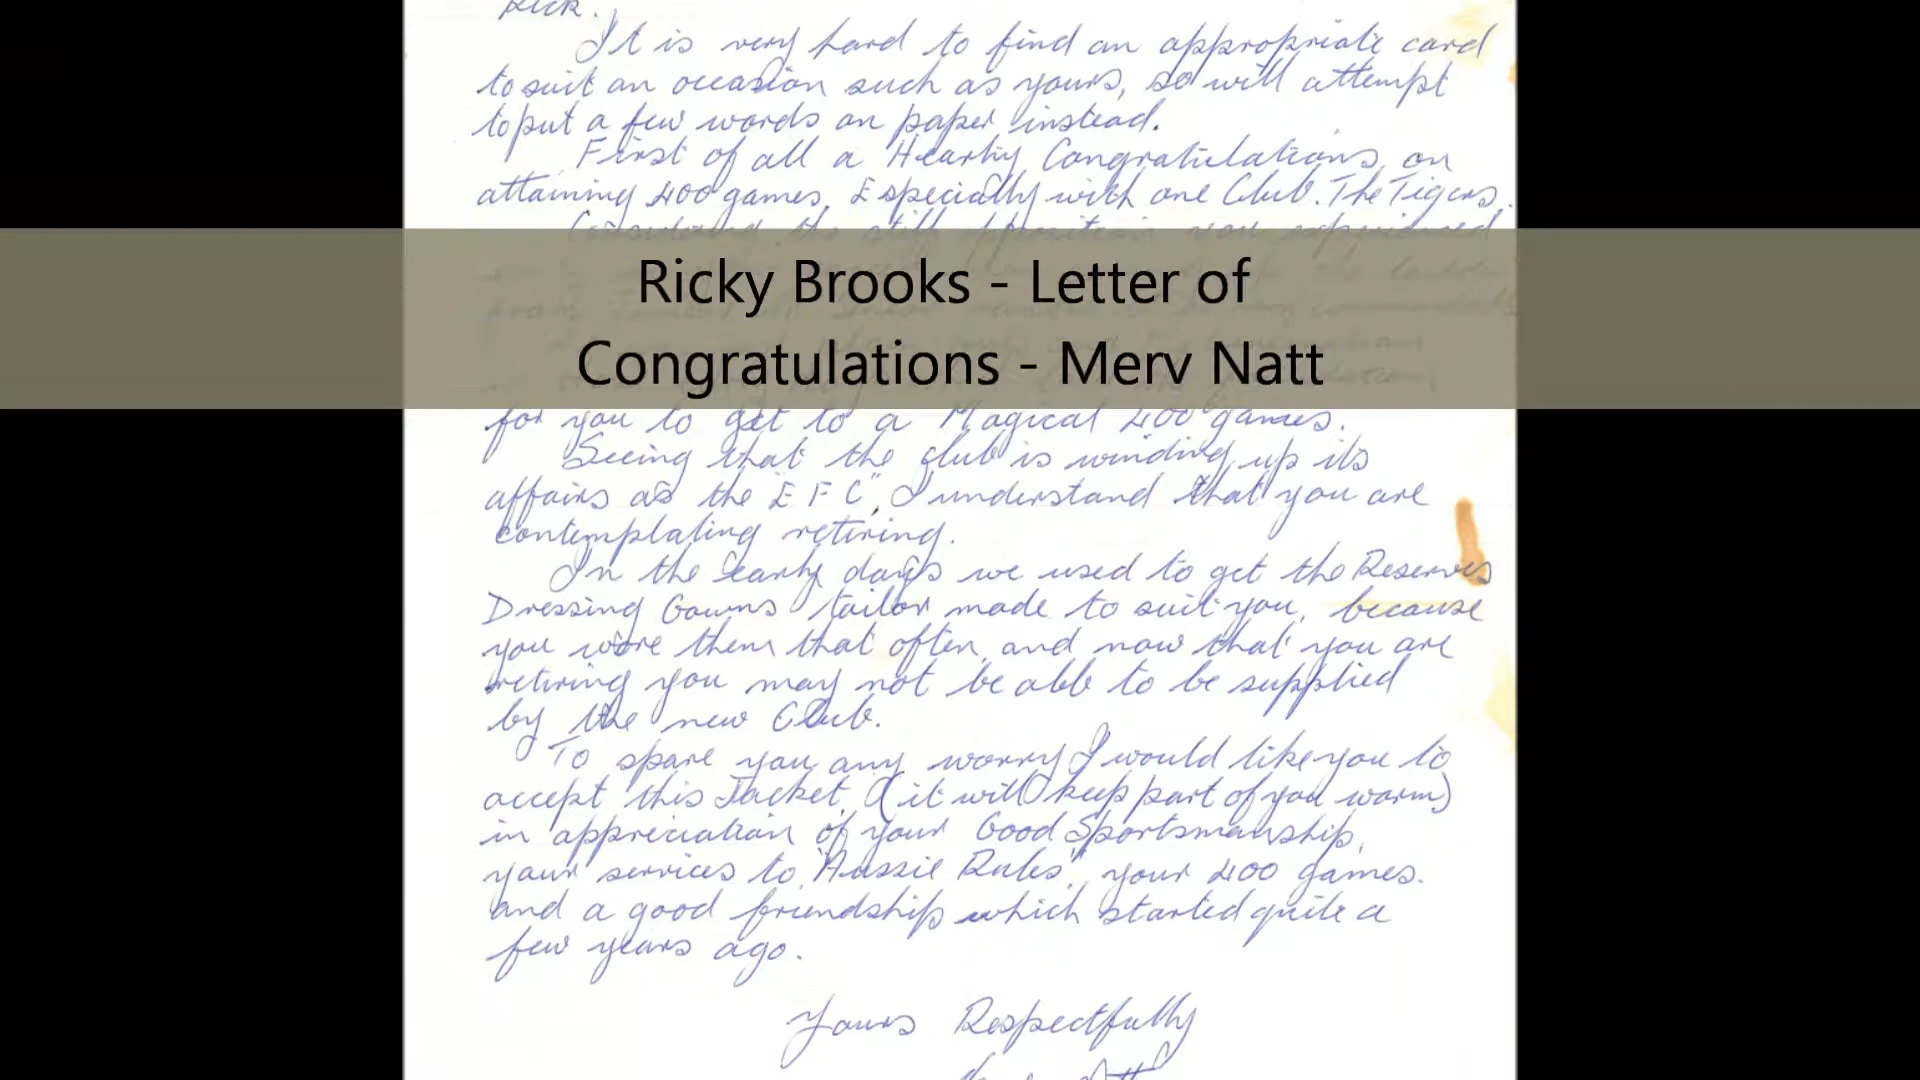 Rick.
It is very hard to find an appropriate card
to suit an occasion such as yours, so will attempt
to put a few words on paper instead.
First of all a Hearty Congratulations on
attaining 400 games. Especially with one Club. The Tigers.
Considering the stiff opposition you experienced
Ricky Brooks - Letter of
Congratulations - Merv Natt
for you to get to a Magical 400 games.
Seeing that the club is winding up its
affairs as the "E F C", I understand that you are
contemplating retiring.
In the early days we used to get the Reserves
Dressing Gowns tailor made to suit you, because
you wore them that often, and now that you are
retiring you may not be able to be supplied
by the new Club.
To spare you any worry I would like you to
accept this Jacket, (it will keep part of you warm)
in appreciation of your Good Sportsmanship,
your services to "Aussie Rules", your 400 games.
and a good friendship which started quite a
few years ago.
Yours Respectfully